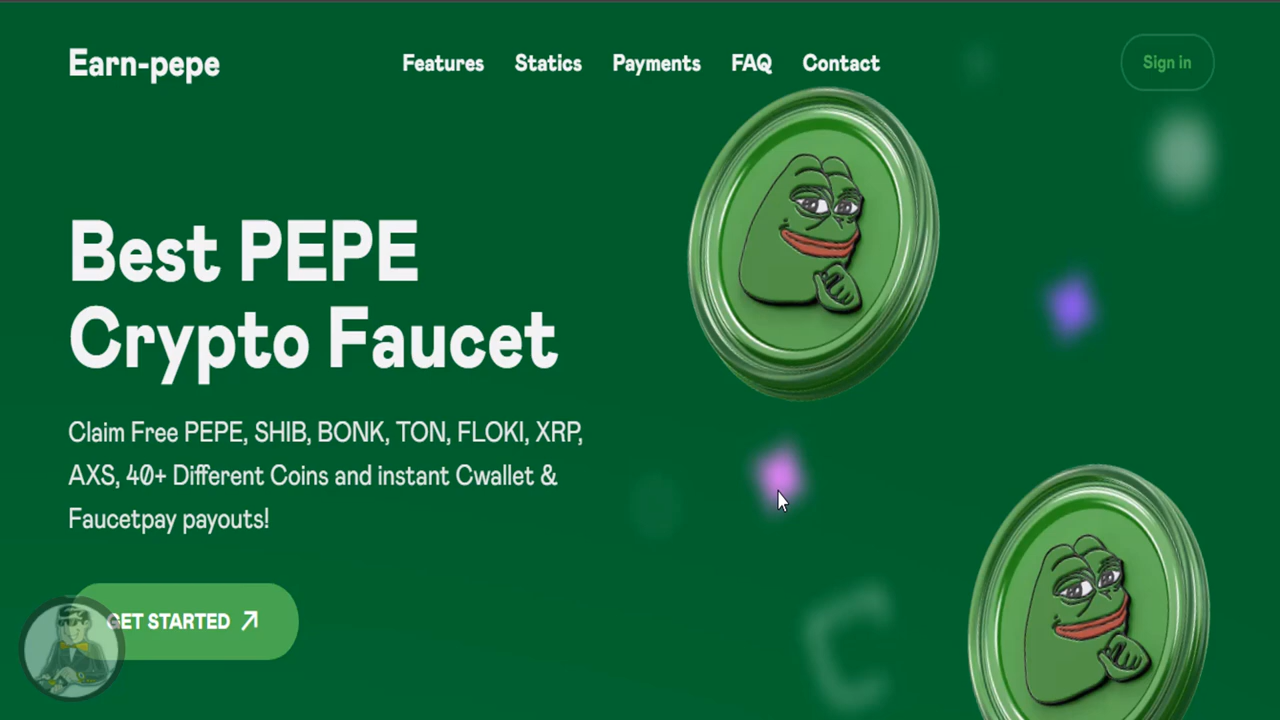 Earn-pepe
Features Statics Payments FAQ Contact
Sign in
Best PEPE
Crypto Faucet
Claim Free PEPE, SHIB, BONK, TON, FLOKI, XRP,
AXS, 40+ Different Coins and instant Cwallet &
Faucetpay payouts!
GET STARTED